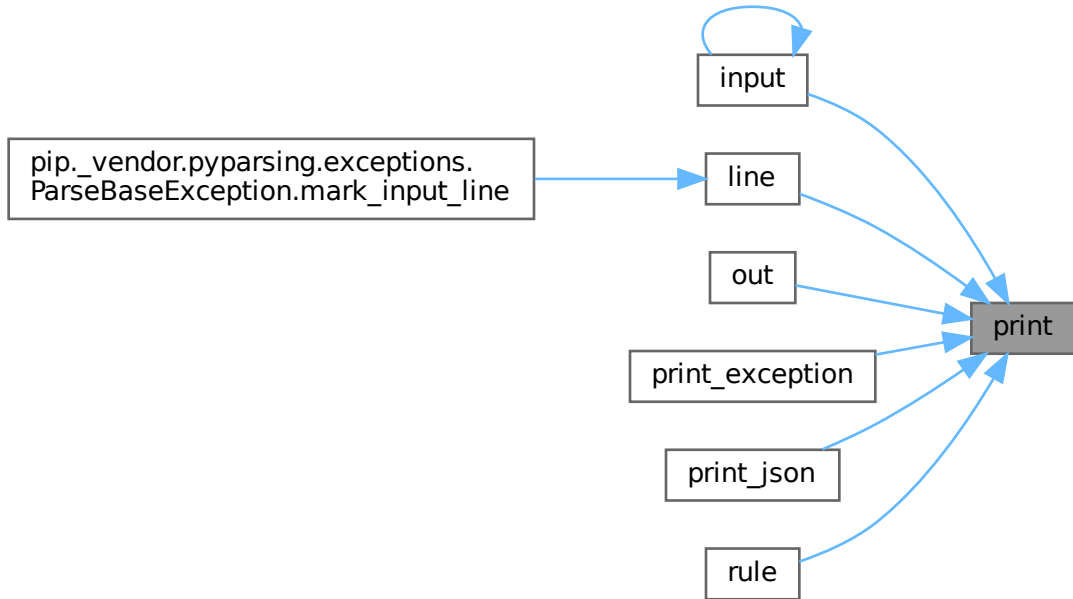 input
pip._vendor.pyparsing.exceptions.
ParseBaseException.mark_input_line
line
out
print
print_exception
print_json
rule